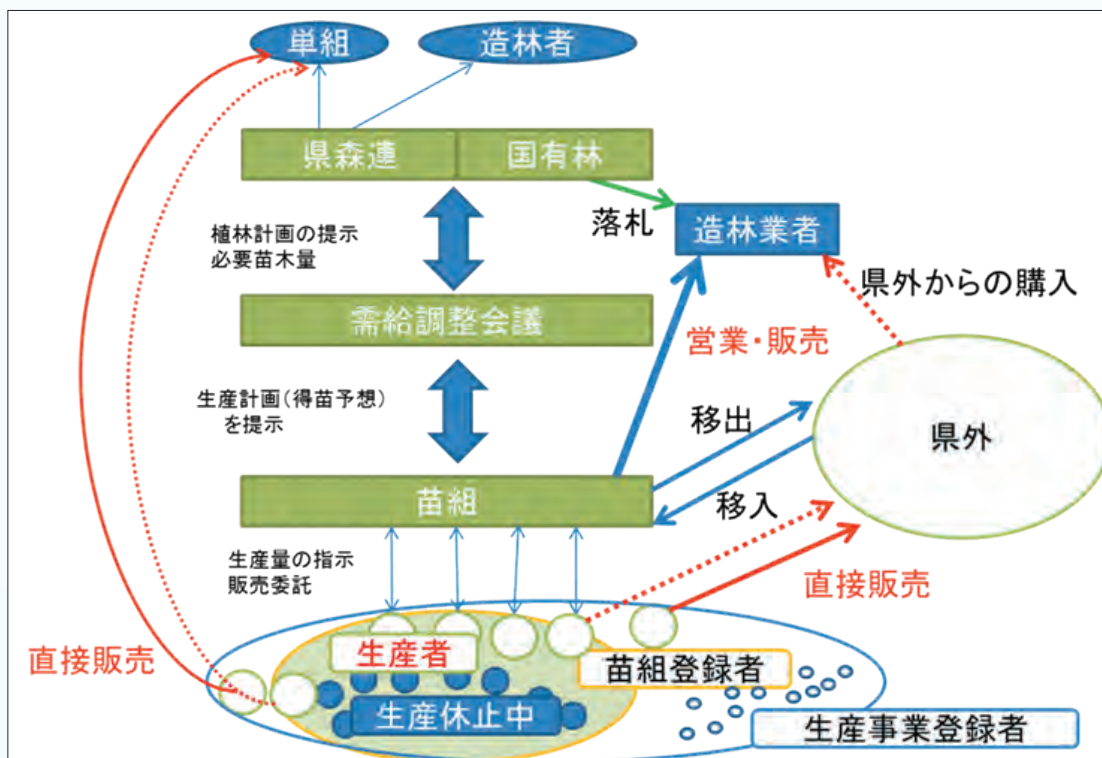 単組
造林者
県森連
国有林
落札
造林業者
植林計画の提示
必要苗木量
県外からの購入
需給調整会議
営業・販売
生産計画(得苗予想)
を提示
移出
県外
苗組
移入
生産量の指示
販売委託
直接販売
直接販売
生産者
苗組登録者
生産休止中
生産事業登録者